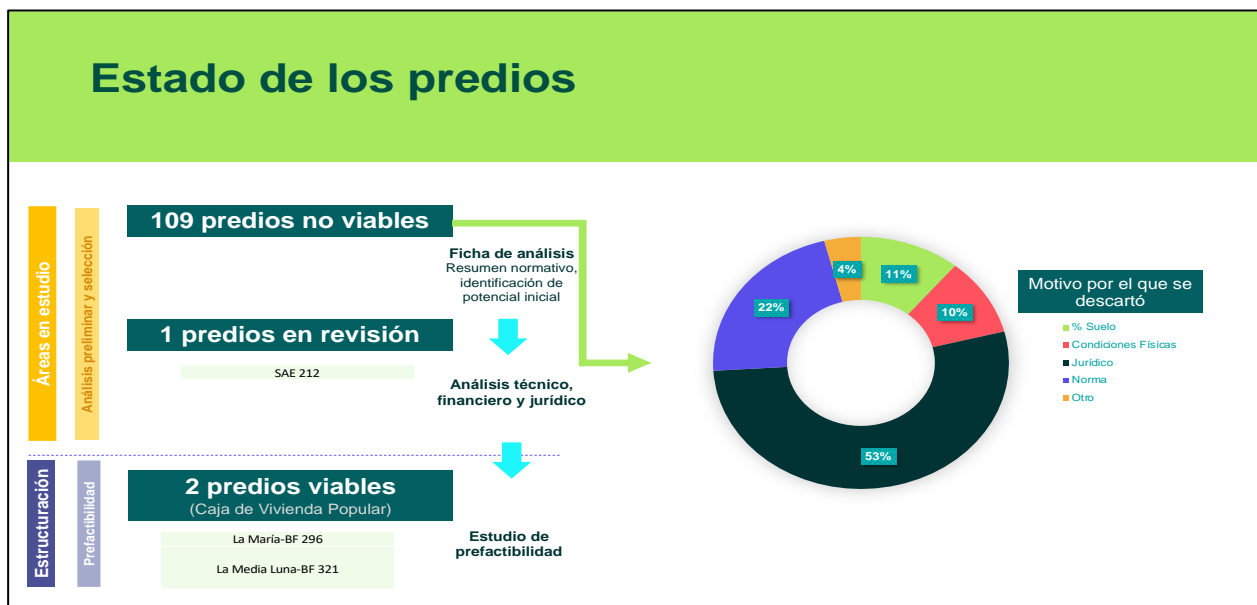 Estado de los predios
Áreas en estudio
Análisis preliminar y selección
109 predios no viables
Ficha de análisis
Resumen normativo,
identificación de
potencial inicial
1 predios en revisión
SAE 212
Análisis técnico,
financiero y jurídico
Estructuración
Prefactibilidad
2 predios viables
(Caja de Vivienda Popular)
La María-BF 296
La Media Luna-BF 321
Estudio de
prefactibilidad
4%
11%
22%
10%
53%
Motivo por el que se
descartó
% Suelo
Condiciones Físicas
Jurídico
Norma
Otro